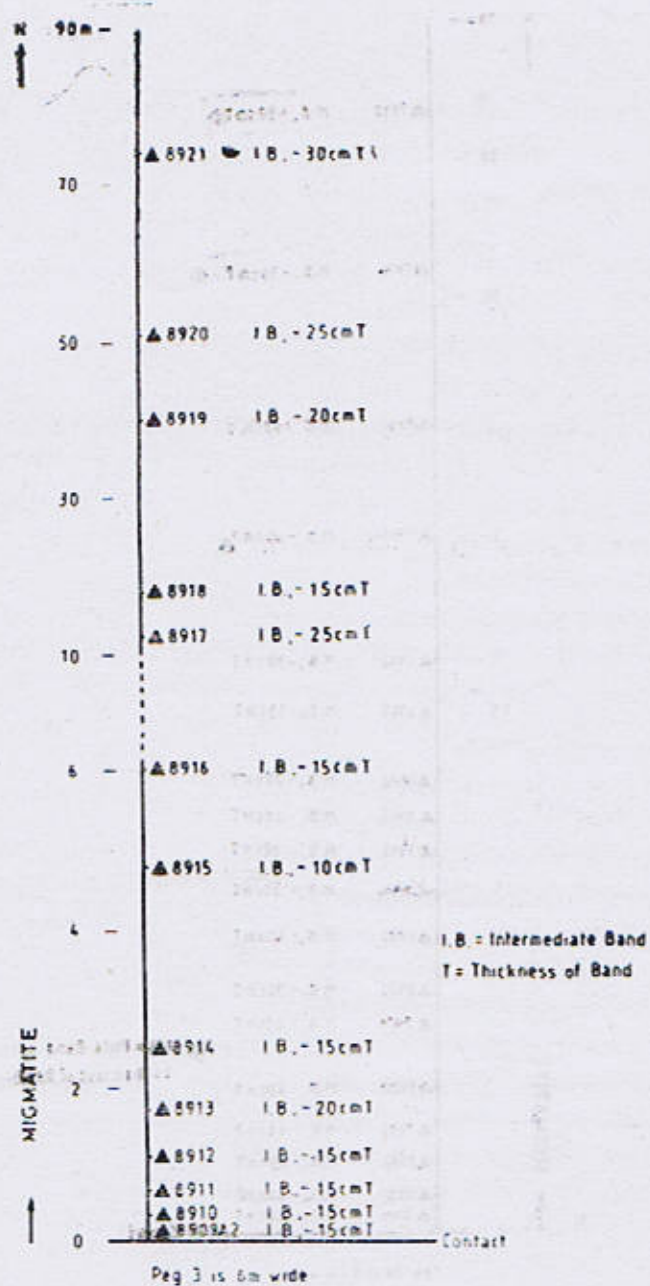 N 90m
8921 I.B.-30cmT
70
8920 I.B.-25cmT
50
8919 I.B.-20cmT
30
8918 I.B.-15cmT
8917 I.B.-25cmT
10
8916 I.B.-15cmT
6
8915 I.B.-10cmT
4
I.B. = Intermediate Band
T = Thickness of Band
8914 I.B.-15cmT
2
8913 I.B.-20cmT
MIGMATITE
8912 I.B.-15cmT
8911 I.B.-15cmT
8910 I.B.-15cmT
8909A2 I.B.-15cmT
0 Contact
Peg 3 is 6m wide